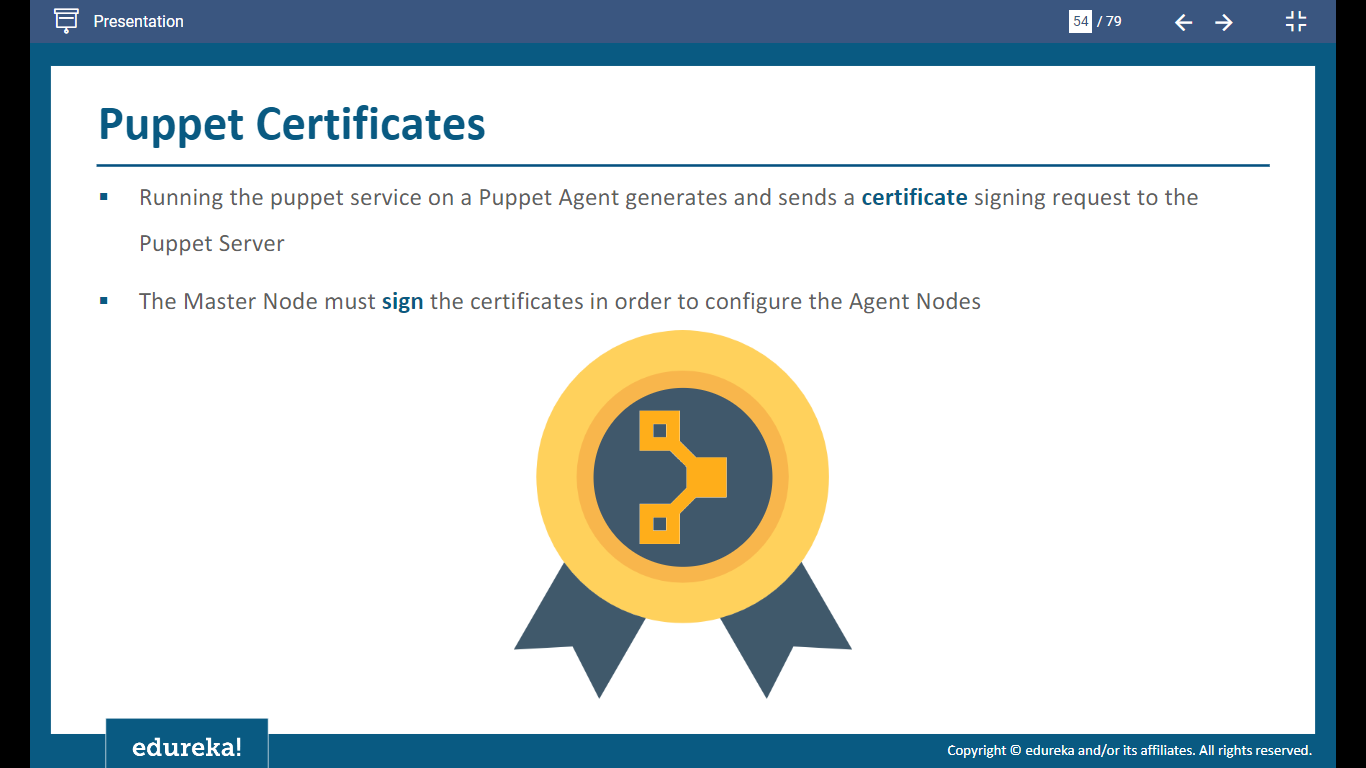 Presentation
54 / 79
Puppet Certificates
▪ Running the puppet service on a Puppet Agent generates and sends a certificate signing request to the
Puppet Server
▪ The Master Node must sign the certificates in order to configure the Agent Nodes
edureka!
Copyright © edureka and/or its affiliates. All rights reserved.